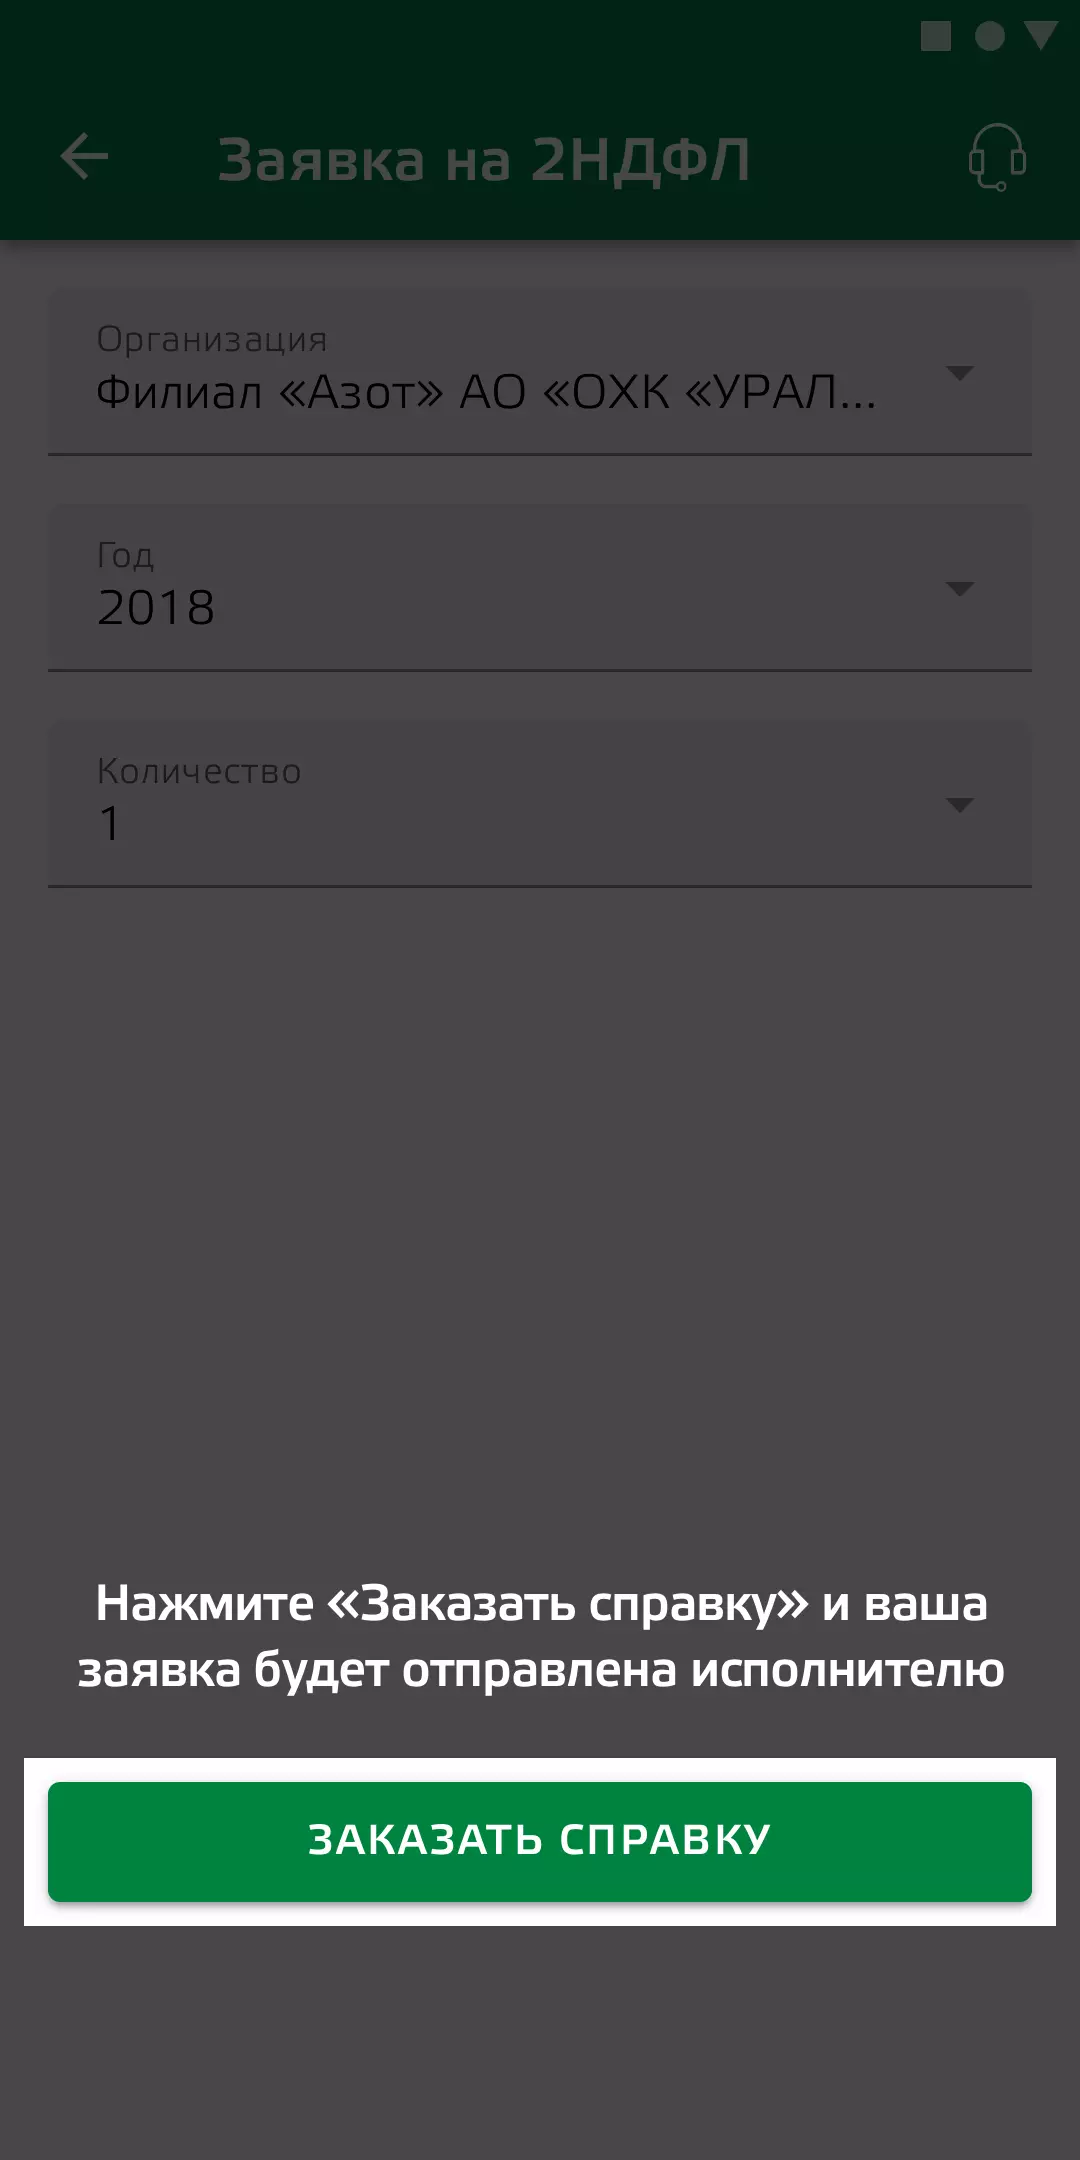 Заявка на 2НДФЛ
Организация
Филиал «Азот» АО «ОХК «УРАЛ...
Год
2018
Количество
1
Нажмите «Заказать справку» и ваша
заявка будет отправлена исполнителю
ЗАКАЗАТЬ СПРАВКУ